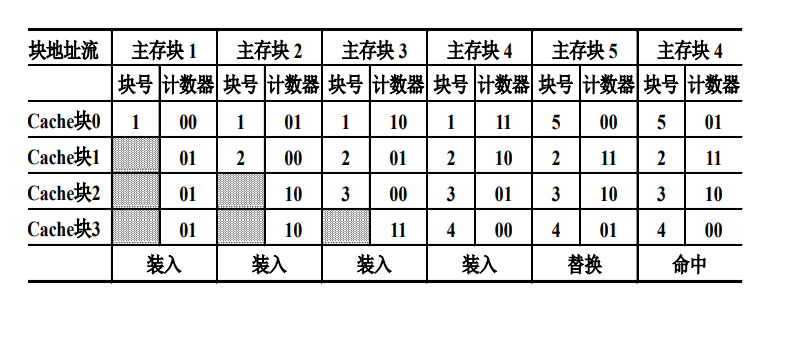 块地址流 主存块 1 主存块 2 主存块 3 主存块 4 主存块 5 主存块 4
块号 计数器 块号 计数器 块号 计数器 块号 计数器 块号 计数器 块号 计数器
Cache块0 1 00 1 01 1 10 1 11 5 00 5 01
Cache块1 01 2 00 2 01 2 10 2 11 2 11
Cache块2 01 10 3 00 3 01 3 10 3 10
Cache块3 01 10 11 4 00 4 01 4 00
装入 装入 装入 装入 替换 命中